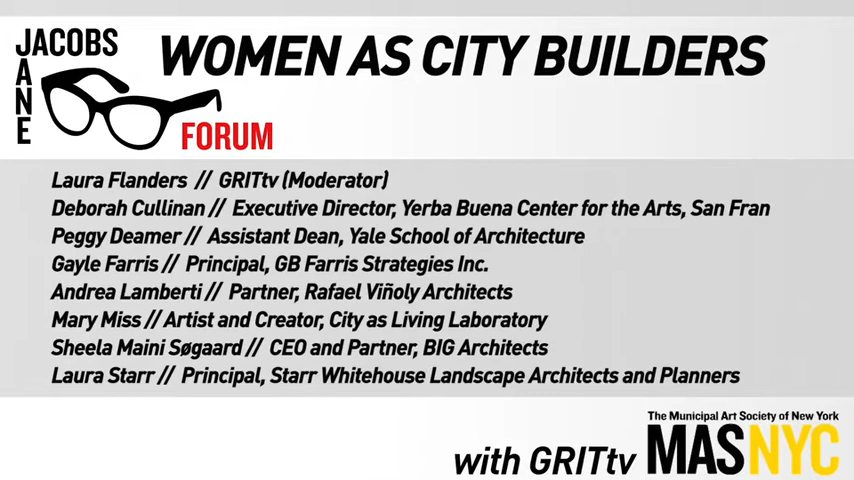 JACOBS
JANE
FORUM
WOMEN AS CITY BUILDERS
Laura Flanders // GRITtv (Moderator)
Deborah Cullinan // Executive Director, Yerba Buena Center for the Arts, San Fran
Peggy Deamer // Assistant Dean, Yale School of Architecture
Gayle Farris // Principal, GB Farris Strategies Inc.
Andrea Lamberti // Partner, Rafael Viñoly Architects
Mary Miss // Artist and Creator, City as Living Laboratory
Sheela Maini Søgaard // CEO and Partner, BIG Architects
Laura Starr // Principal, Starr Whitehouse Landscape Architects and Planners
with GRITtv
The Municipal Art Society of New York
MASNYC